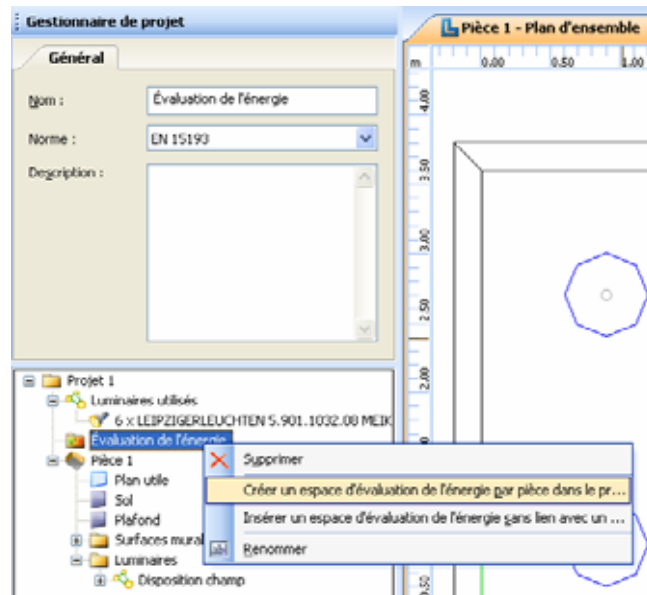 Gestionnaire de projet
Général
Nom :
Évaluation de l'énergie
Norme :
EN 15193
Description :
Projet 1
Luminaires utilisés
6 x LEIPZIGERLEUCHTEN 5.901.1032.08 MEIK
Évaluation de l'énergie
Pièce 1
Plan utile
Sol
Plafond
Surfaces mural
Luminaires
Disposition champ
Supprimer
Créer un espace d'évaluation de l'énergie par pièce dans le pr...
Insérer un espace d'évaluation de l'énergie sans lien avec un ...
Renommer
Pièce 1 - Plan d'ensemble
m
0.00
0.50
1.00
4.00
3.50
3.00
2.50
2.00
0.50